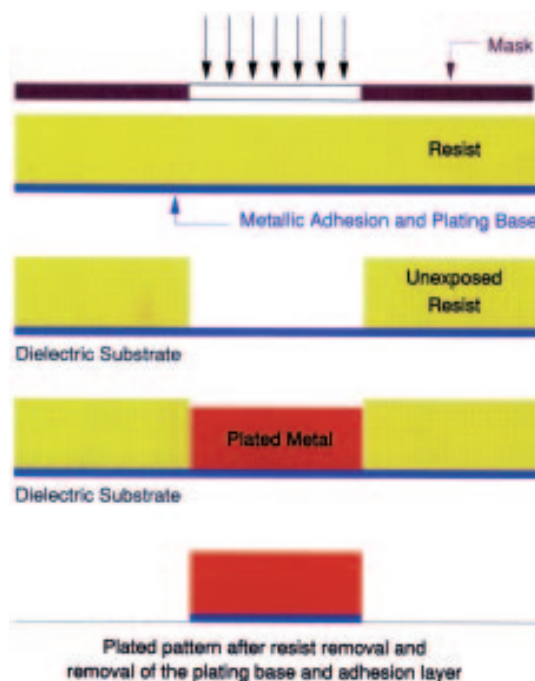 Mask
Resist
Metallic Adhesion and Plating Base
Unexposed
Resist
Dielectric Substrate
Plated Metal
Dielectric Substrate
Plated pattern after resist removal and
removal of the plating base and adhesion layer